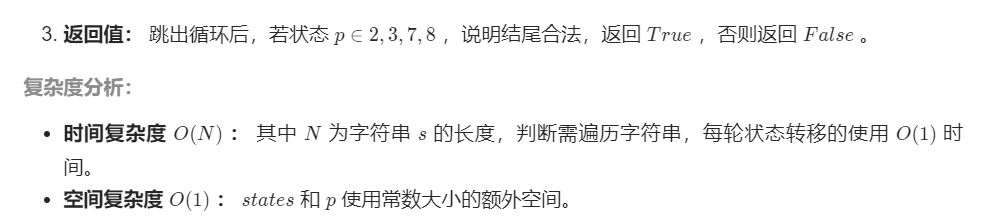 3. 返回值： 跳出循环后，若状态 p ∈ 2, 3, 7, 8 ，说明结尾合法，返回 True ，否则返回 False 。
复杂度分析：
• 时间复杂度 O(N) ： 其中 N 为字符串 s 的长度，判断需遍历字符串，每轮状态转移的使用 O(1) 时
间。
• 空间复杂度 O(1) ： states 和 p 使用常数大小的额外空间。